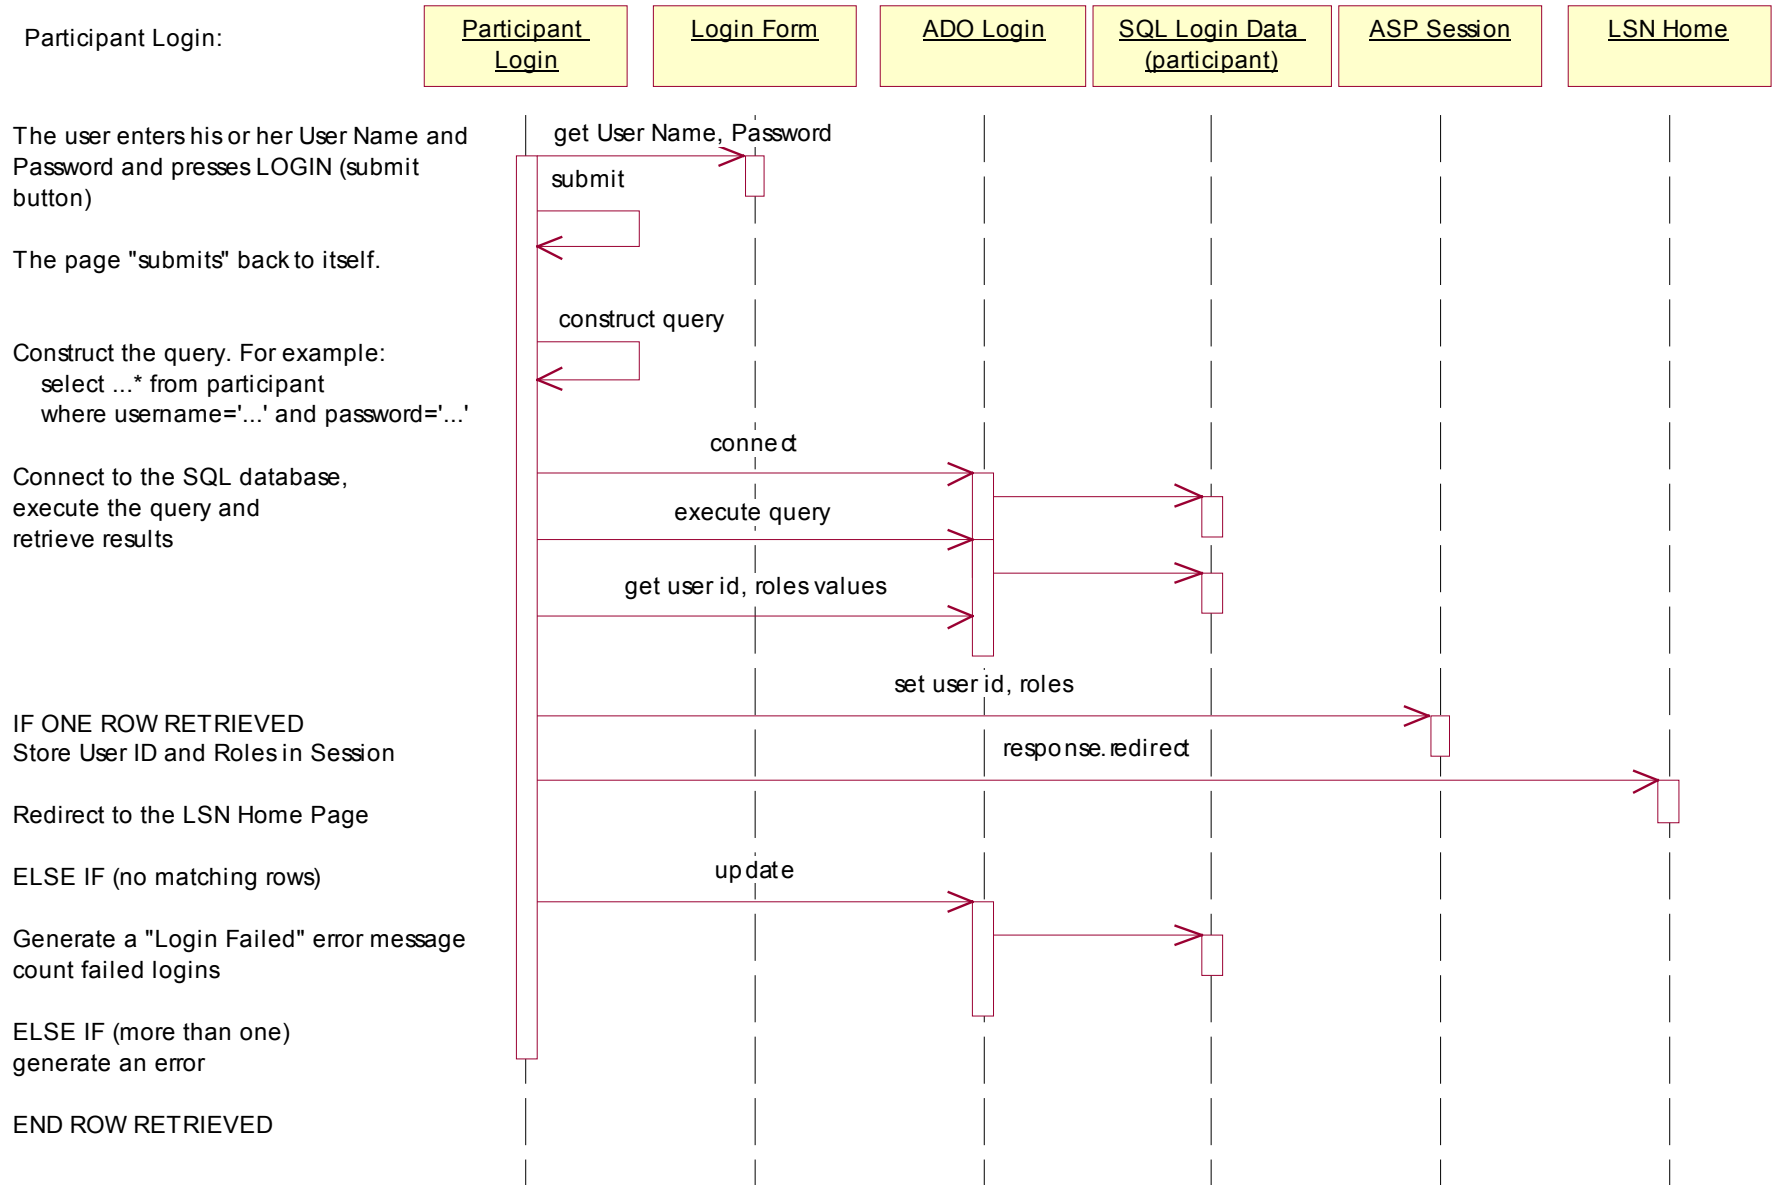 Participant Login:
Participant
Login
Login Form
ADO Login
SQL Login Data
(participant)
ASP Session
LSN Home
The user enters his or her User Name and
Password and presses LOGIN (submit
button)
get User Name, Password
submit
The page "submits" back to itself.
construct query
Construct the query. For example:
select ...* from participant
where username='...' and password='...'
connect
Connect to the SQL database,
execute the query and
retrieve results
execute query
get user id, roles values
set user id, roles
IF ONE ROW RETRIEVED
Store User ID and Roles in Session
response.redirect
Redirect to the LSN Home Page
update
ELSE IF (no matching rows)
Generate a "Login Failed" error message
count failed logins
ELSE IF (more than one)
generate an error
END ROW RETRIEVED